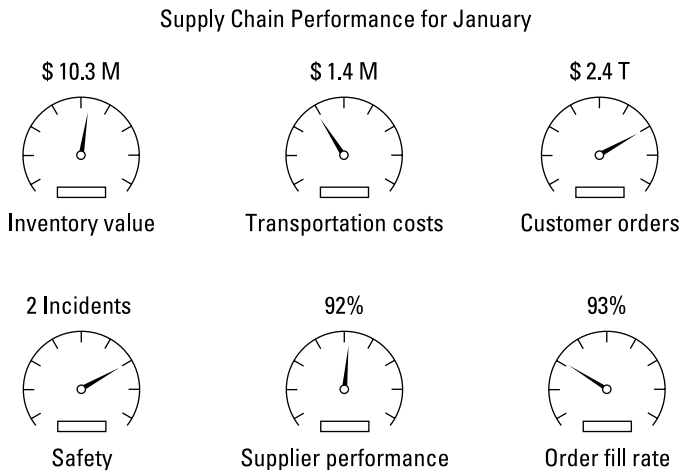 Supply Chain Performance for January
$ 10.3 M
$ 1.4 M
$ 2.4 T
Inventory value
Transportation costs
Customer orders
2 Incidents
92%
93%
Safety
Supplier performance
Order fill rate